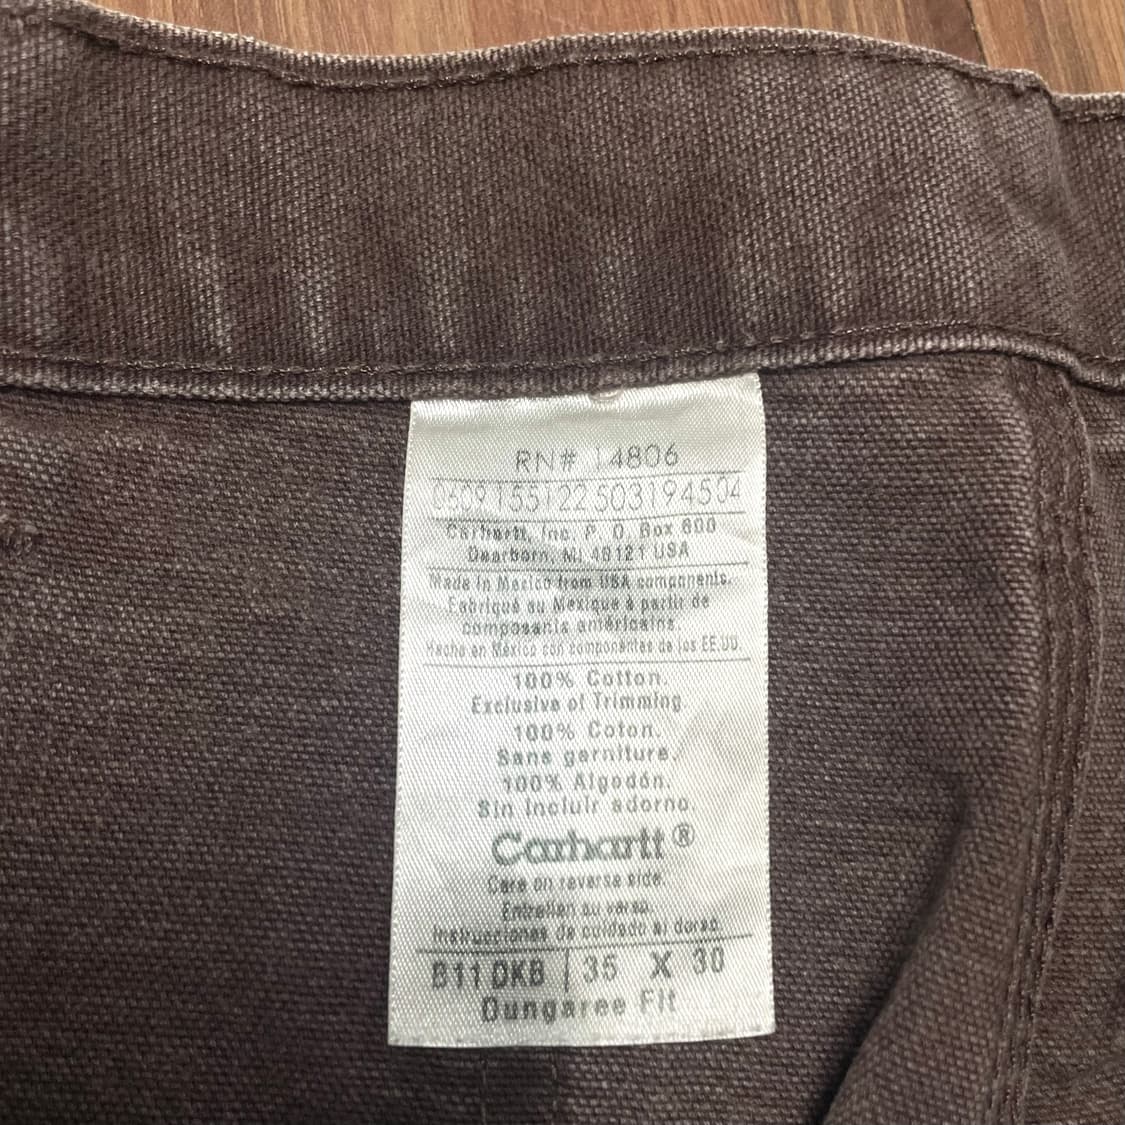 RN# 14806
0609 155122 503194504
Carhartt, Inc. P. O. Box 600
Dearborn, MI 48121 USA
Made in Mexico from USA components.
Fabriqué au Mexique à partir de
composants américains
Hecho en México con componentes de los EE.UU.
100% Cotton.
Exclusive of Trimming.
100% Coton.
Sans garniture.
100% Algodón.
Sin Incluir adorno.
Carhartt®
Care on reverse side.
Entretien au verso.
Instrucciones de cuidado al dorso.
B11 DKB | 35 X 30
Dungaree Fit